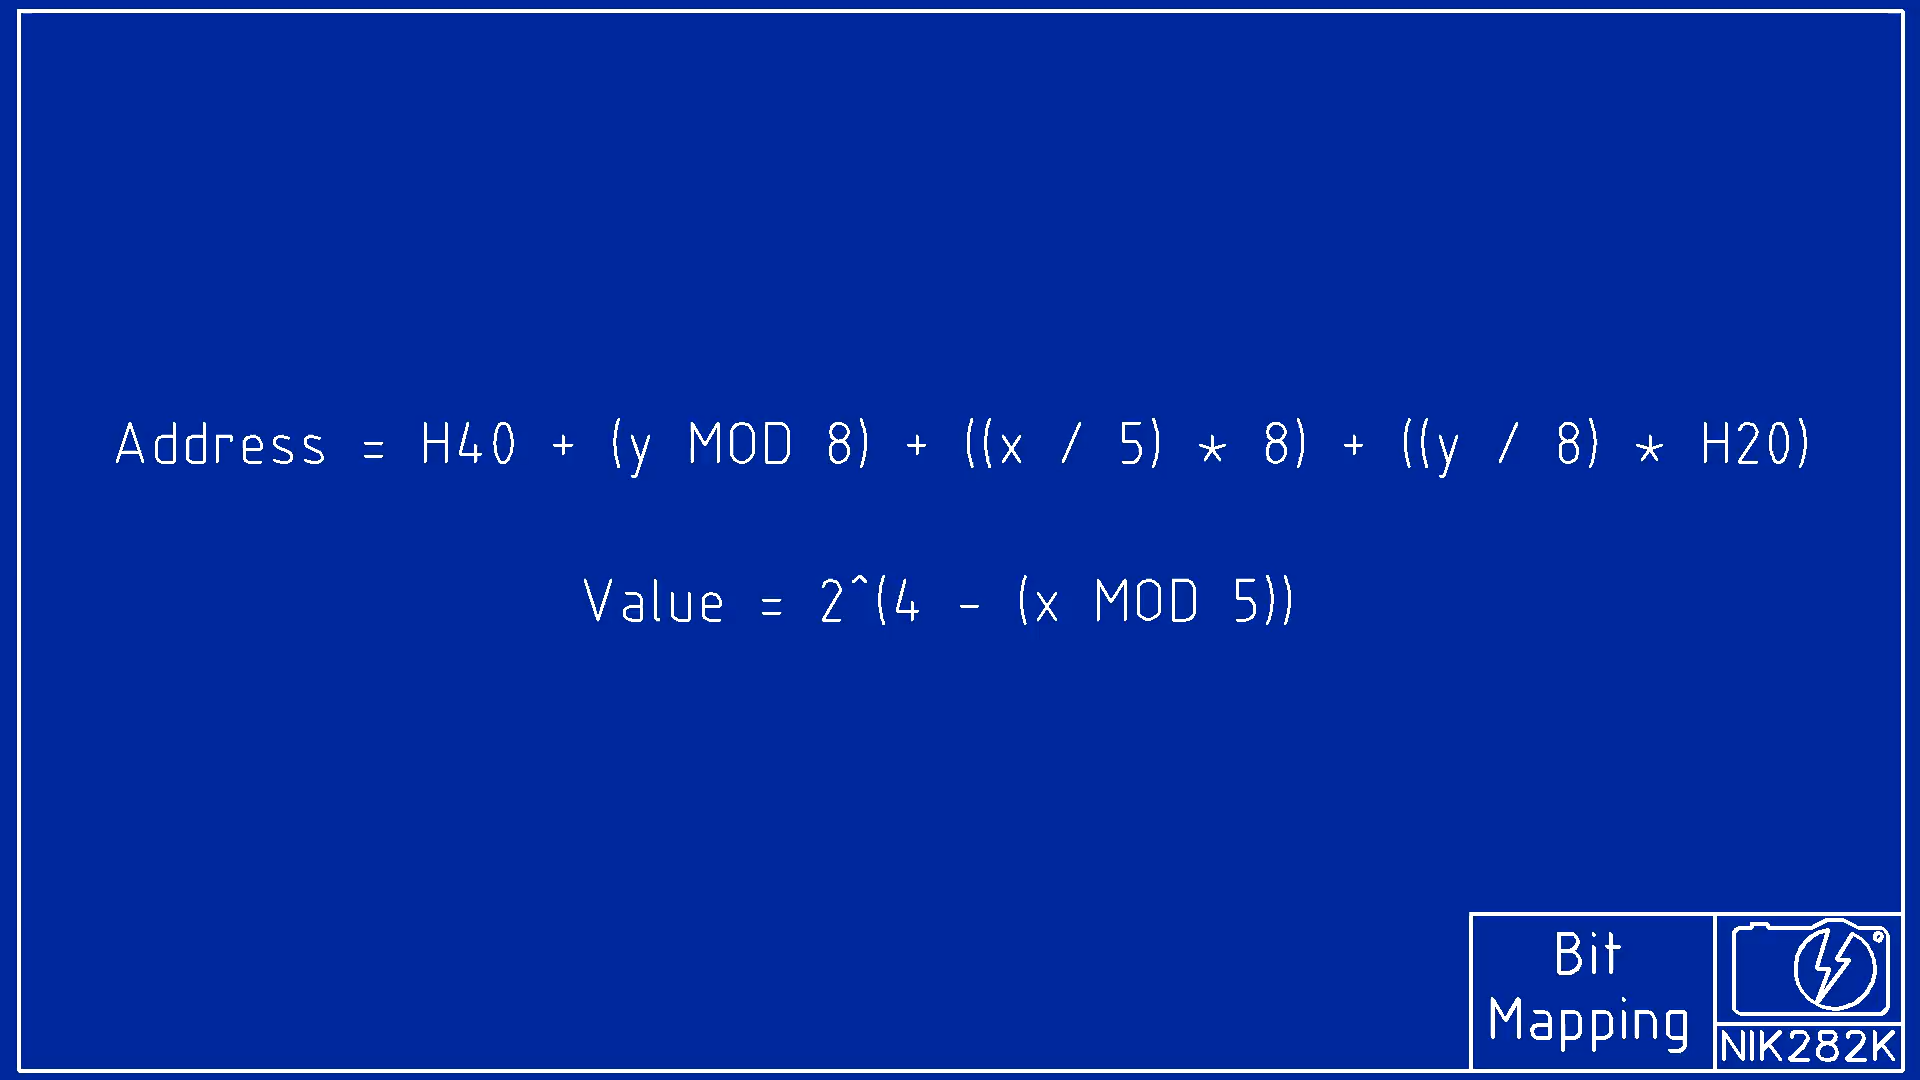 Address = H40 + (y MOD 8) + ((x / 5) * 8) + ((y / 8) * H20)
Value = 2^(4 - (x MOD 5))
Bit
Mapping
NIK282K